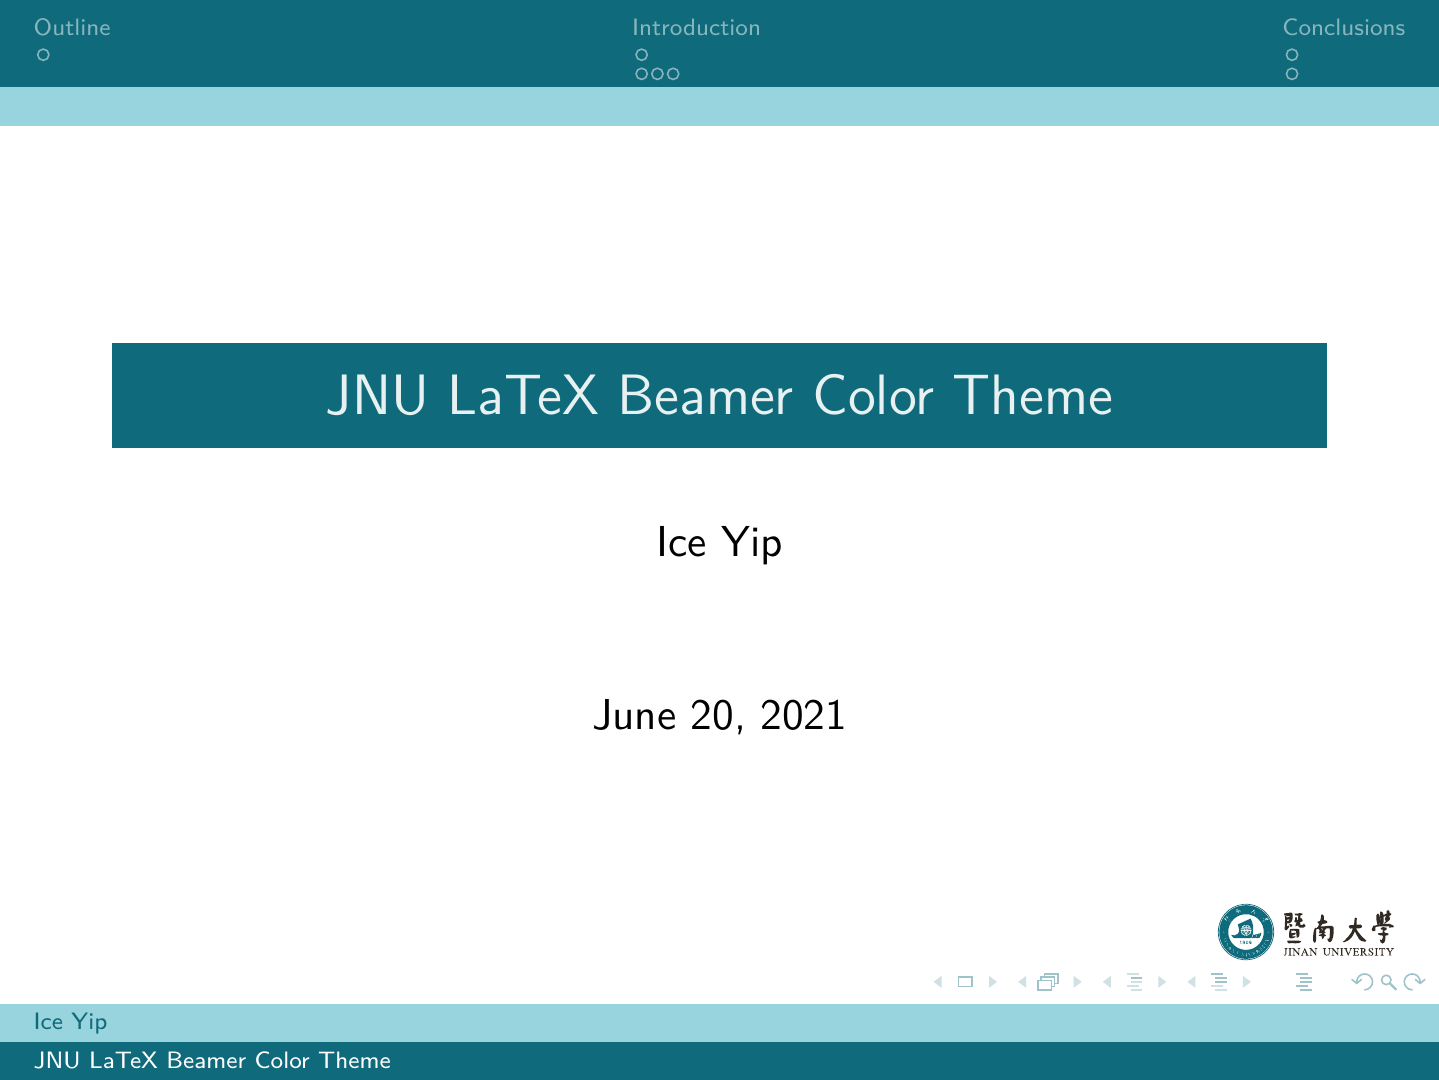 Outline
Introduction
Conclusions
JNU LaTeX Beamer Color Theme
Ice Yip
June 20, 2021
1906
暨南大學
JINAN UNIVERSITY
Ice Yip
JNU LaTeX Beamer Color Theme